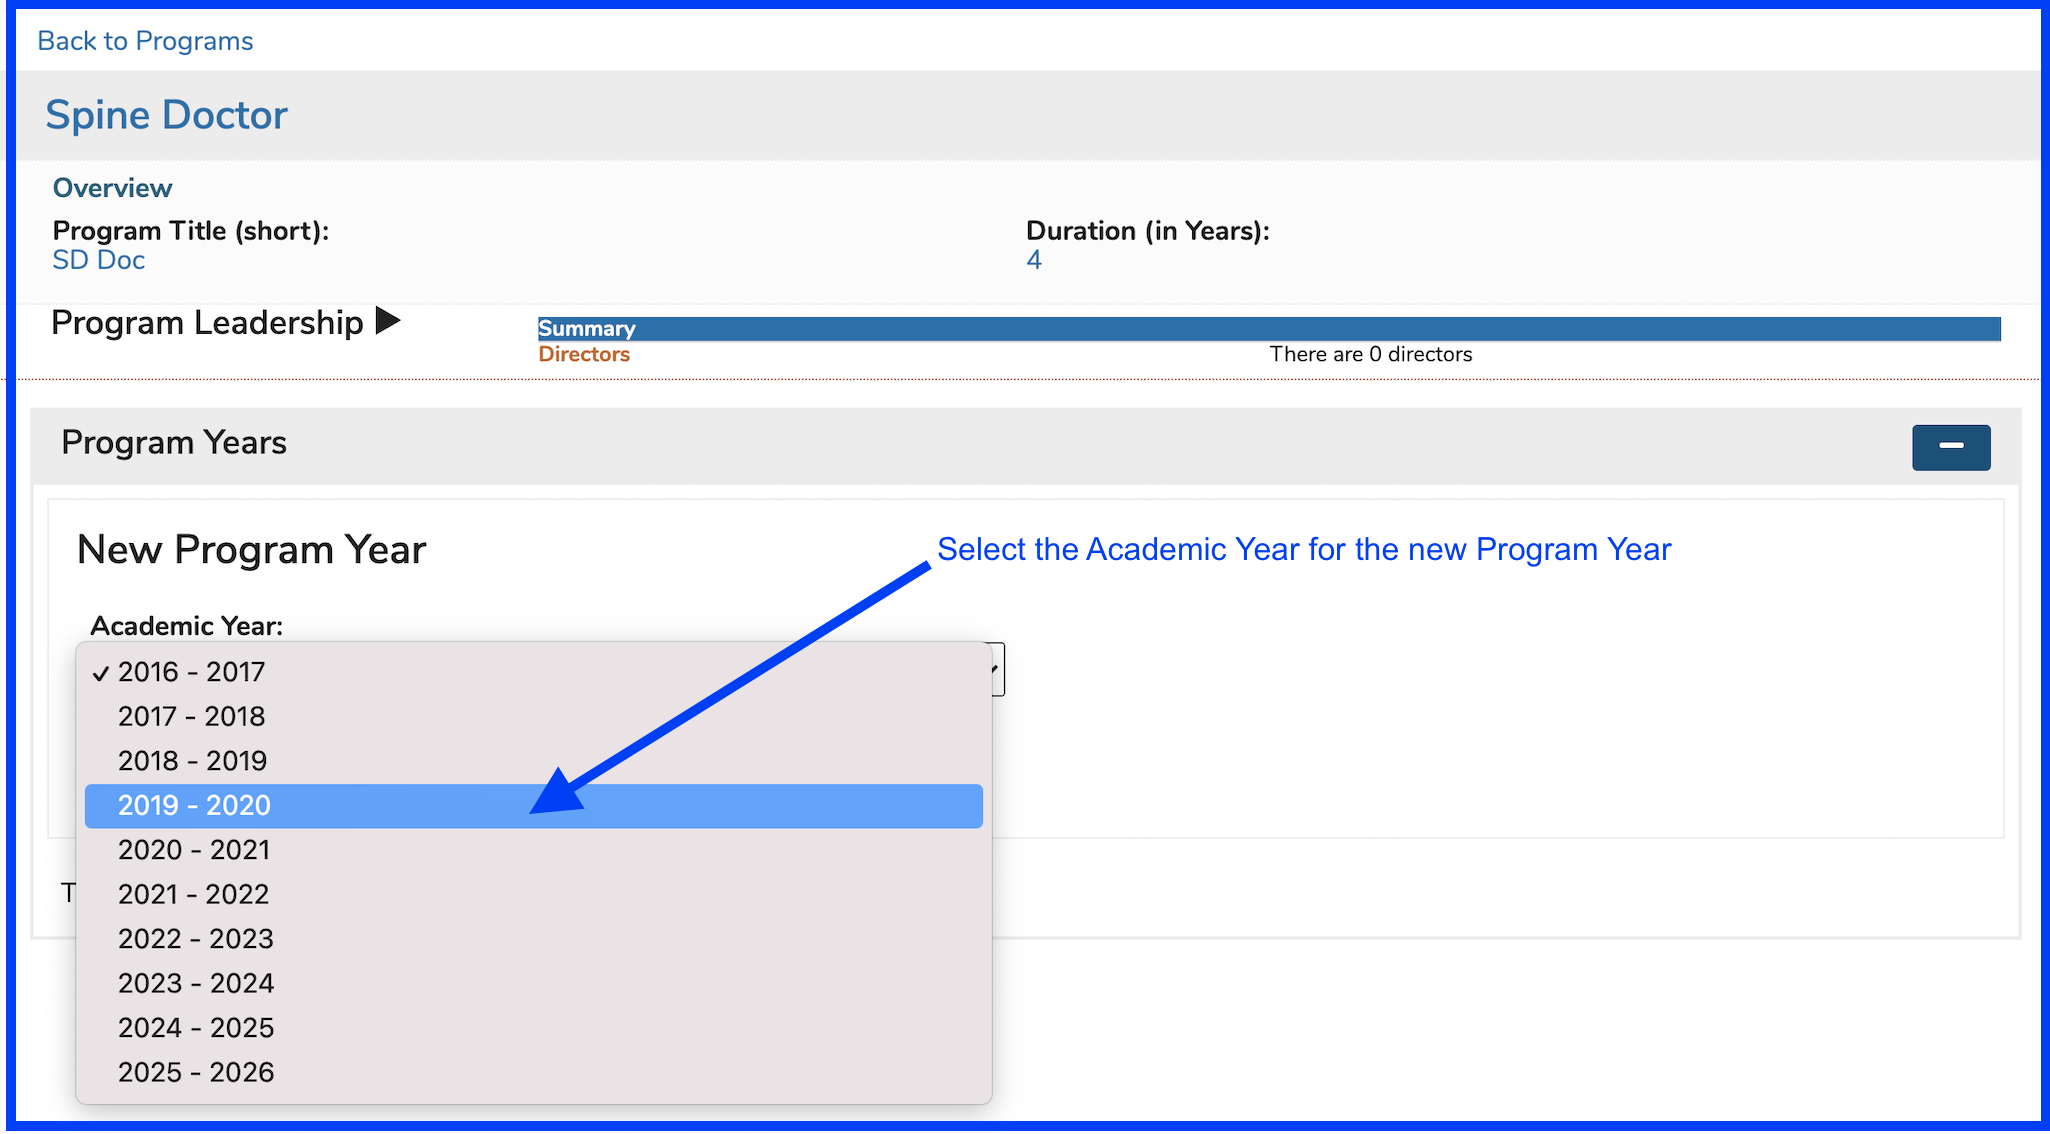 Back to Programs
Spine Doctor
Overview
Program Title (short):
SD Doc
Duration (in Years):
4
Program Leadership
Summary
Directors
There are 0 directors
Program Years
New Program Year
Select the Academic Year for the new Program Year
Academic Year:
2016 - 2017
2017 - 2018
2018 - 2019
2019 - 2020
2020 - 2021
T
2021 - 2022
2022 - 2023
2023 - 2024
2024 - 2025
2025 - 2026